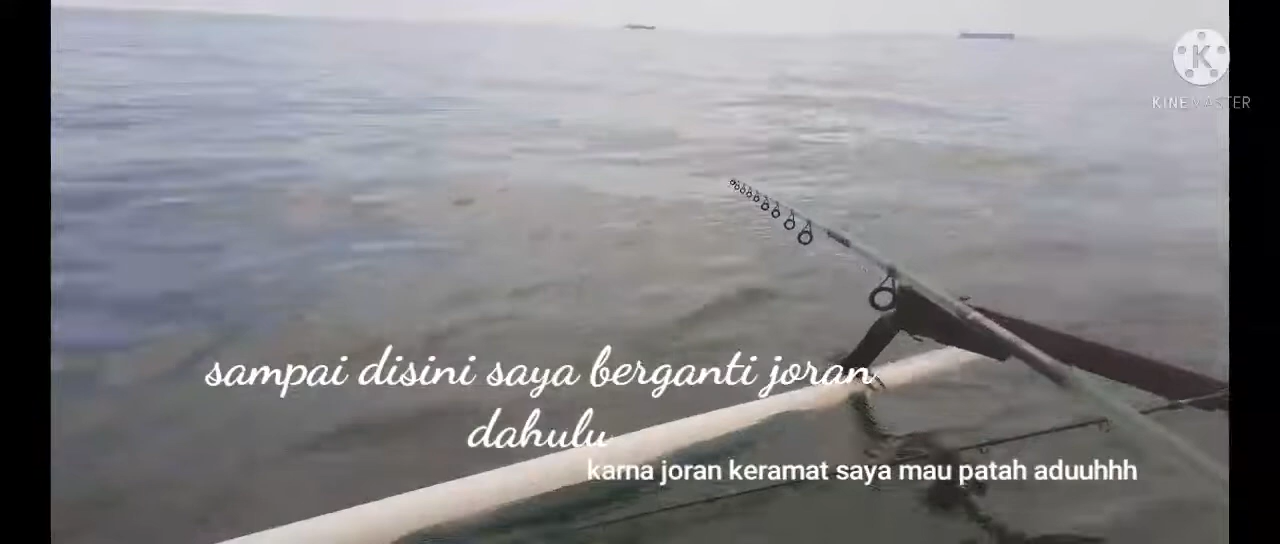 KINEMASTER
sampai disini saya berganti joran
dahulu
karna joran keramat saya mau patah aduuhhh